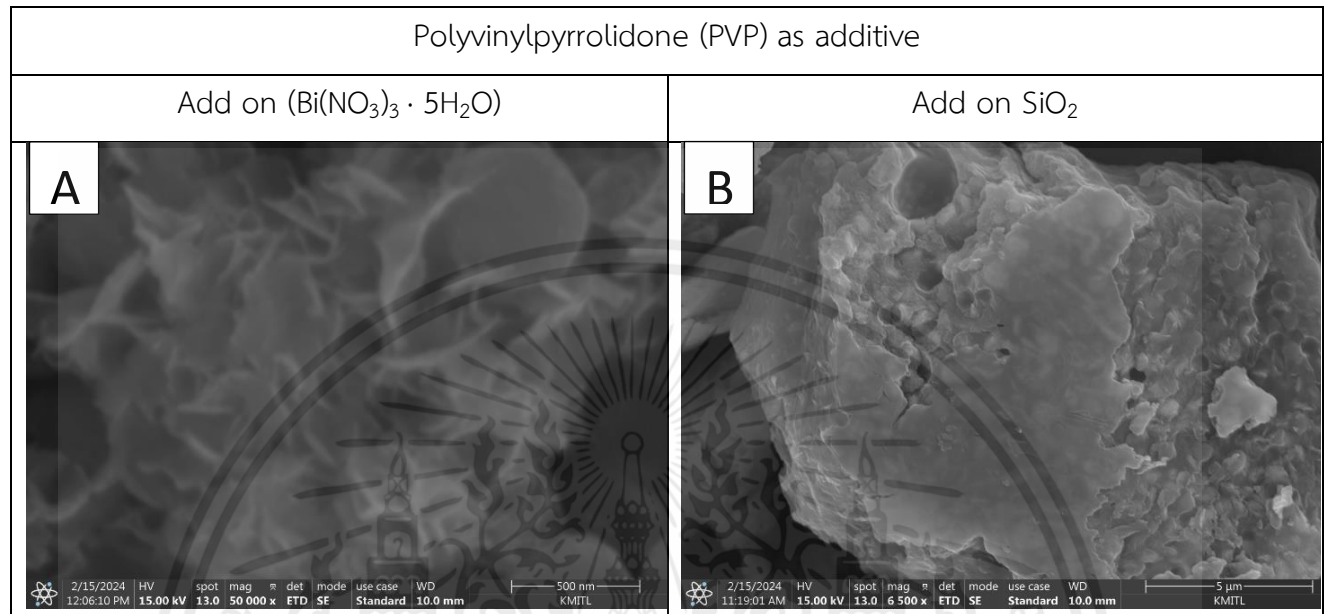 Polyvinylpyrrolidone (PVP) as additive
Add on (Bi(NO₃)₃ · 5H₂O)
Add on SiO₂
A
B
2/15/2024 HV spot mag det mode use case WD 500 nm
12:06:10 PM 15.00 kV 13.0 50 000 x ETD SE Standard 10.0 mm KMITL
2/15/2024 HV spot mag det mode use case WD 5 µm
11:19:01 AM 15.00 kV 13.0 6 500 x ETD SE Standard 10.0 mm KMITL